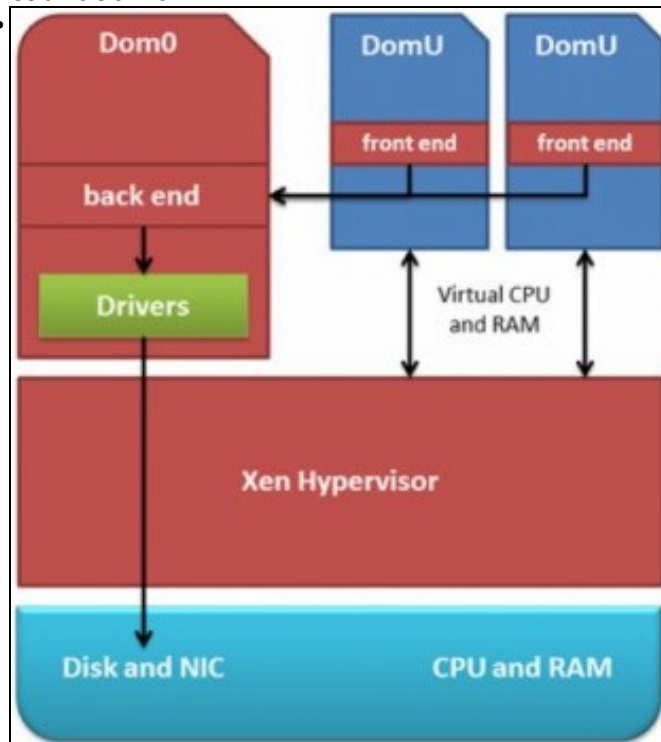 Dom0
DomU
DomU
front end
front end
back end
Drivers
Virtual CPU
and RAM
Xen Hypervisor
Disk and NIC
CPU and RAM